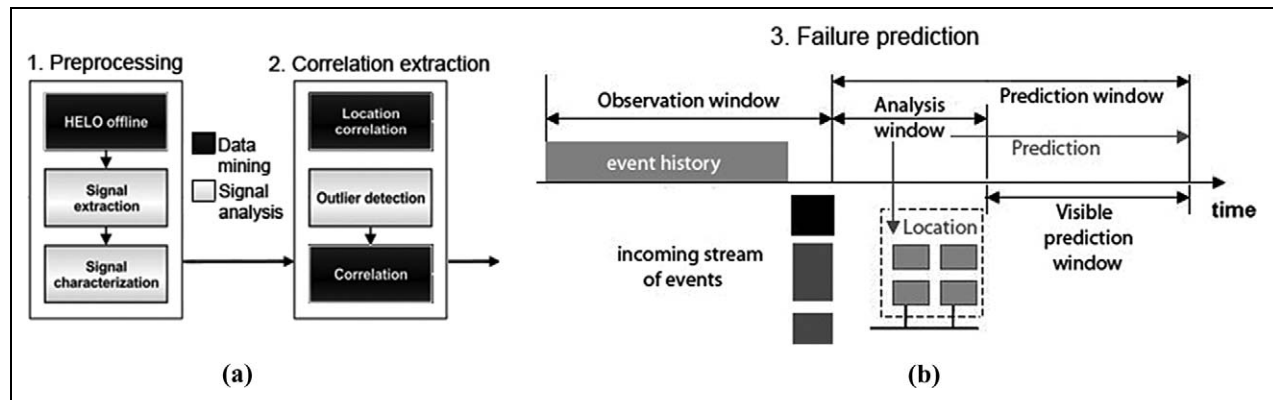 1. Preprocessing
HELO offline
Signal
extraction
Signal
characterization
Data
mining
Signal
analysis
2. Correlation extraction
Location
correlation
Outlier detection
Correlation
(a)
3. Failure prediction
Observation window
Analysis
window
Prediction window
Prediction
event history
time
incoming stream
of events
Location
Visible
prediction
window
(b)